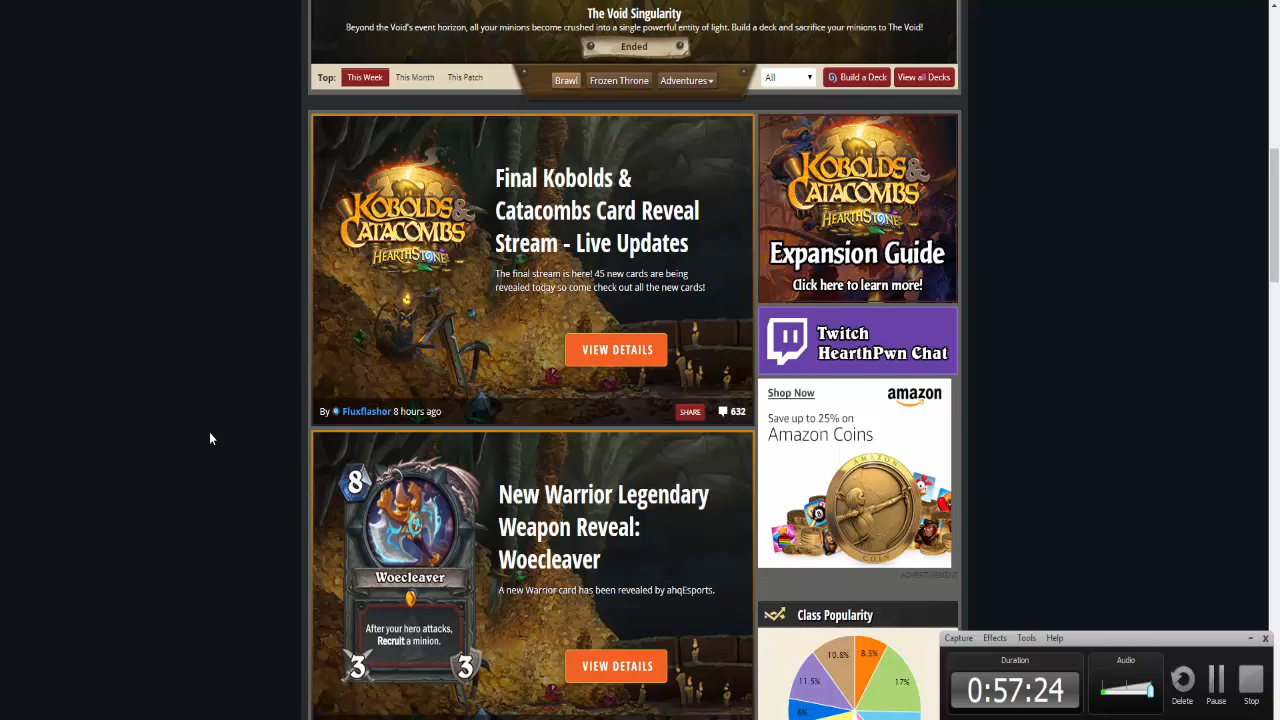 The Void Singularity
Beyond the Void's event horizon, all your minions become crushed into a single powerful entity of light. Build a deck and sacrifice your minions to The Void!
Ended
Top: This Week This Month This Patch
Brawl Frozen Throne Adventures
All
Build a Deck
View all Decks
KOBOLDS &
CATACOMBS
HEARTHSTONE
Final Kobolds &
Catacombs Card Reveal
Stream - Live Updates
The final stream is here! 45 new cards are being
revealed today so come check out all the new cards!
VIEW DETAILS
By Fluxflashor 8 hours ago
SHARE
632
KOBOLDS &
CATACOMBS
HEARTHSTONE
Expansion Guide
Click here to learn more!
Twitch
HearthPwn Chat
Shop Now
amazon
Save up to 25% on
Amazon Coins
AMAZON
COIN
ADVERTISEMENT
8
Woecleaver
After your hero attacks,
Recruit a minion.
3 3
New Warrior Legendary
Weapon Reveal:
Woecleaver
A new Warrior card has been revealed by ahqEsports.
VIEW DETAILS
Class Popularity
10.8%
8.3%
11.5%
17%
6%
Capture Effects Tools Help
Duration
0:57:24
Audio
Delete
Pause
Stop